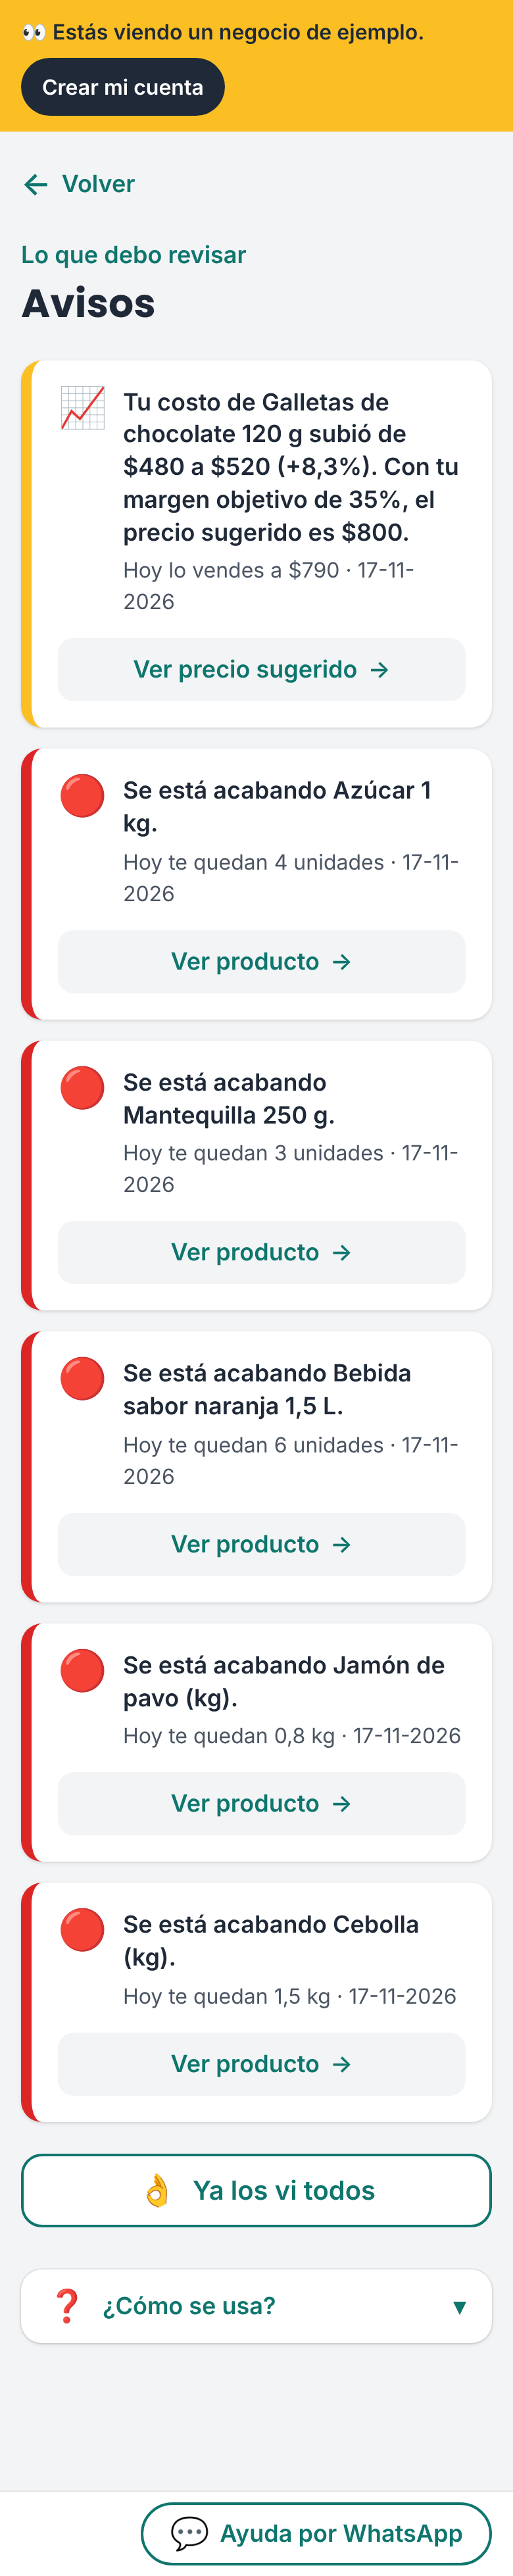 👀 Estás viendo un negocio de ejemplo.
Crear mi cuenta
← Volver
Lo que debo revisar
Avisos
Tu costo de Galletas de
chocolate 120 g subió de
$480 a $520 (+8,3%). Con tu
margen objetivo de 35%, el
precio sugerido es $800.
Hoy lo vendes a $790 · 17-11-
2026
Ver precio sugerido →
Se está acabando Azúcar 1
kg.
Hoy te quedan 4 unidades · 17-11-
2026
Ver producto →
Se está acabando
Mantequilla 250 g.
Hoy te quedan 3 unidades · 17-11-
2026
Ver producto →
Se está acabando Bebida
sabor naranja 1,5 L.
Hoy te quedan 6 unidades · 17-11-
2026
Ver producto →
Se está acabando Jamón de
pavo (kg).
Hoy te quedan 0,8 kg · 17-11-2026
Ver producto →
Se está acabando Cebolla
(kg).
Hoy te quedan 1,5 kg · 17-11-2026
Ver producto →
👌 Ya los vi todos
❓ ¿Cómo se usa? ▼
💬 Ayuda por WhatsApp